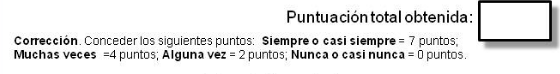 Puntuación total obtenida:
Corrección. Conceder los siguientes puntos: Siempre o casi siempre = 7 puntos;
Muchas veces =4 puntos; Alguna vez = 2 puntos; Nunca o casi nunca = 0 puntos.